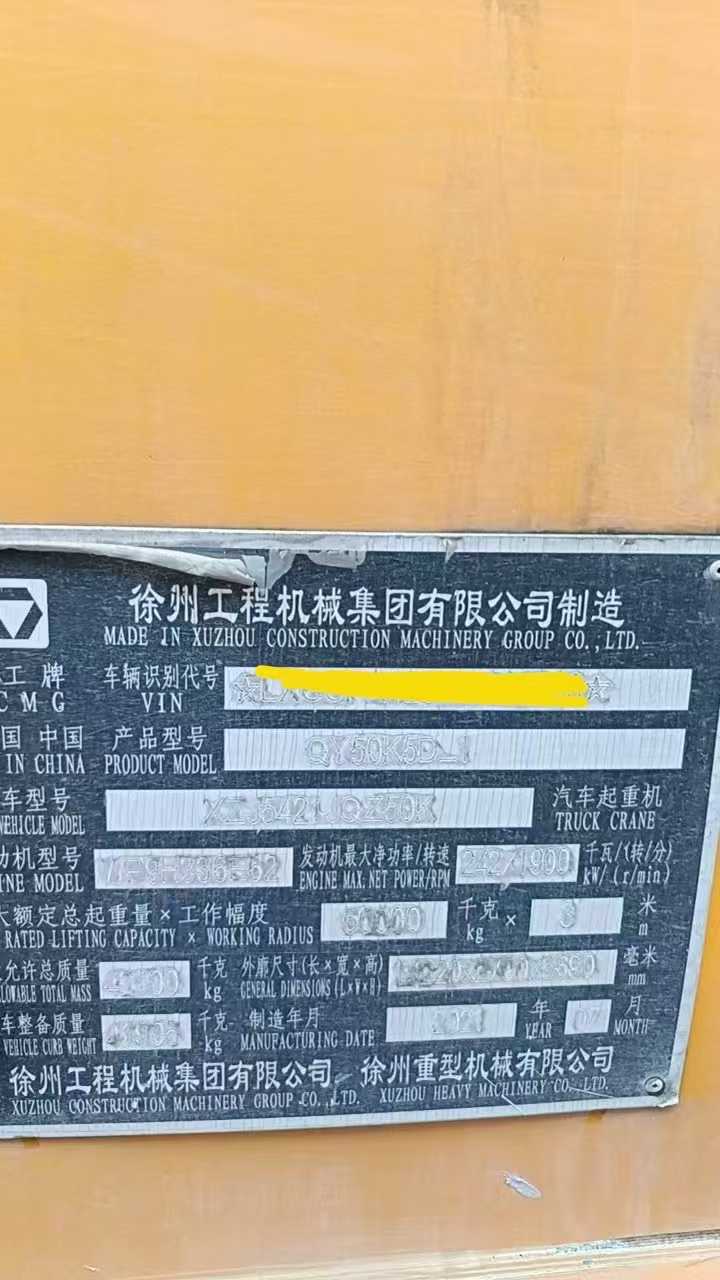 徐州工程机械集团有限公司制造
MADE IN XUZHOU CONSTRUCTION MACHINERY GROUP CO.,LTD.
工 牌 车辆识别代号
C M G VIN
国 中国 产品型号 QY50K5D_1
IN CHINA PRODUCT MODEL
车型号 汽车起重机
VEHICLE MODEL XZJ5421JQZ50K TRUCK CRANE
机型号 发动机最大净功率/转速 242/1900 千瓦/(转/分)
NE MODEL ENGINE MAX. NET POWER/RPM kW/(r/min)
额定总起重量 × 工作幅度 千克 × 3 米
RATED LIFTING CAPACITY × WORKING RADIUS kg m
允许总质量 千克 外廓尺寸(长×宽×高) 毫米
LOWABLE TOTAL MASS kg GENERAL DIMENSIONS (L×W×H) mm
车整备质量 千克 制造年月 年 月
VEHICLE CURB WEIGHT kg MANUFACTURING DATE YEAR MONTH
徐州工程机械集团有限公司 徐州重型机械有限公司
XUZHOU CONSTRUCTION MACHINERY GROUP CO.,LTD. XUZHOU HEAVY MACHINERY CO.,LTD.